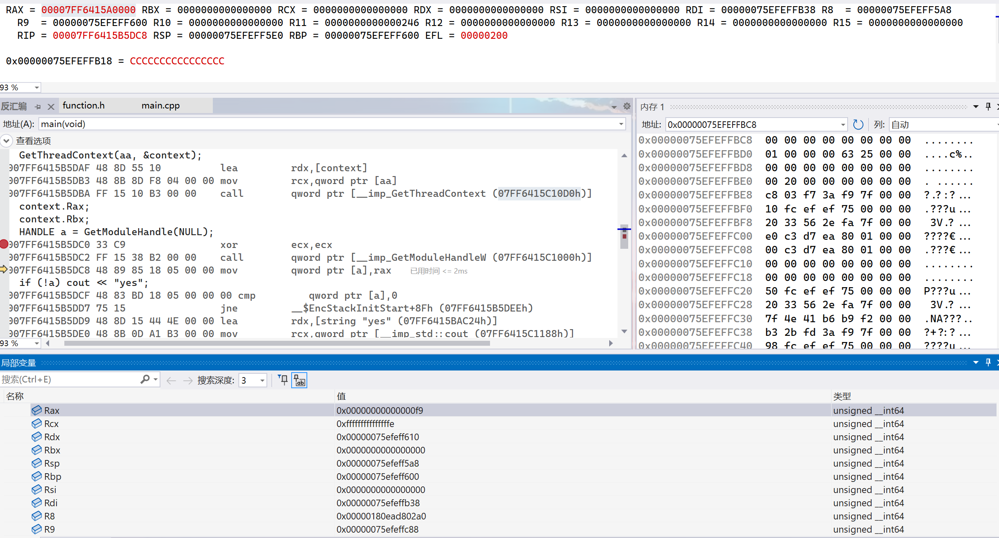 RAX = 00007FF6415A0000 RBX = 0000000000000000 RCX = 0000000000000000 RDX = 0000000000000000 RSI = 0000000000000000 RDI = 00000075EFEFFB38 R8  = 00000075EFEFF5A8
R9  = 00000075EFEFF600 R10 = 0000000000000000 R11 = 0000000000000246 R12 = 0000000000000000 R13 = 0000000000000000 R14 = 0000000000000000 R15 = 0000000000000000
RIP = 00007FF6415B5DC8 RSP = 00000075EFEFF5E0 RBP = 00000075EFEFF600 EFL = 00000200
0x00000075EFEFFB18 = CCCCCCCCCCCCCCCC
93 %
反汇编 function.h main.cpp
地址(A): main(void)
查看选项
GetThreadContext(aa, &context);
007FF6415B5DAF 48 8D 55 10 lea rdx,[context]
007FF6415B5DB3 48 8B 8D F8 04 00 00 mov rcx,qword ptr [aa]
007FF6415B5DBA FF 15 10 B3 00 00 call qword ptr [__imp_GetThreadContext (07FF6415C10D0h)]
context.Rax;
context.Rbx;
HANDLE a = GetModuleHandle(NULL);
007FF6415B5DC0 33 C9 xor ecx,ecx
007FF6415B5DC2 FF 15 38 B2 00 00 call qword ptr [__imp_GetModuleHandleW (07FF6415C1000h)]
007FF6415B5DC8 48 89 85 18 05 00 00 mov qword ptr [a],rax 已用时间 <= 2ms
if (!a) cout << "yes";
007FF6415B5DCF 48 83 BD 18 05 00 00 00 cmp qword ptr [a],0
007FF6415B5DD7 75 15 jne __$EncStackInitStart+8Fh (07FF6415B5DEEh)
007FF6415B5DD9 48 8D 15 44 4E 00 00 lea rdx,[string "yes" (07FF6415BAC24h)]
007FF6415B5DE0 48 8B 0D A1 B3 00 00 mov rcx,qword ptr [__imp_std::cout (07FF6415C1188h)]
93 %
内存 1
地址: 0x00000075EFEFFBC8 列: 自动
0x00000075EFEFFBC8 00 00 00 00 00 00 00 00 ........
0x00000075EFEFFBD0 01 00 00 00 63 25 00 00 ....c%..
0x00000075EFEFFBD8 00 00 00 00 00 00 00 00 ........
0x00000075EFEFFBE0 00 20 00 00 00 00 00 00 . ......
0x00000075EFEFFBE8 c8 03 f7 3a f9 7f 00 00 ?.?:?...
0x00000075EFEFFBF0 10 fc ef ef 75 00 00 00 .???u...
0x00000075EFEFFBF8 20 33 56 2e fa 7f 00 00  3V.?...
0x00000075EFEFFC00 e0 c3 d7 ea 80 01 00 00 ????€...
0x00000075EFEFFC08 00 c3 d7 ea 80 01 00 00 .???€...
0x00000075EFEFFC10 00 00 00 00 00 00 00 00 ........
0x00000075EFEFFC18 00 00 00 00 00 00 00 00 ........
0x00000075EFEFFC20 50 fc ef ef 75 00 00 00 P???u...
0x00000075EFEFFC28 20 33 56 2e fa 7f 00 00  3V.?...
0x00000075EFEFFC30 7f 4e 41 b6 b9 f2 00 00 .NA???..
0x00000075EFEFFC38 b3 2b fd 3a f9 7f 00 00 ?+?:?...
0x00000075EFEFFC40 98 fc ef ef 75 00 00 00 ????u...
局部变量
搜索(Ctrl+E) 搜索深度: 3
名称 值 类型
Rax 0x00000000000000f9 unsigned __int64
Rcx 0xfffffffffffffffe unsigned __int64
Rdx 0x00000075efeff610 unsigned __int64
Rbx 0x0000000000000000 unsigned __int64
Rsp 0x00000075efeff5a8 unsigned __int64
Rbp 0x00000075efeff600 unsigned __int64
Rsi 0x0000000000000000 unsigned __int64
Rdi 0x00000075efeffb38 unsigned __int64
R8 0x00000180ead802a0 unsigned __int64
R9 0x00000075efeffc88 unsigned __int64